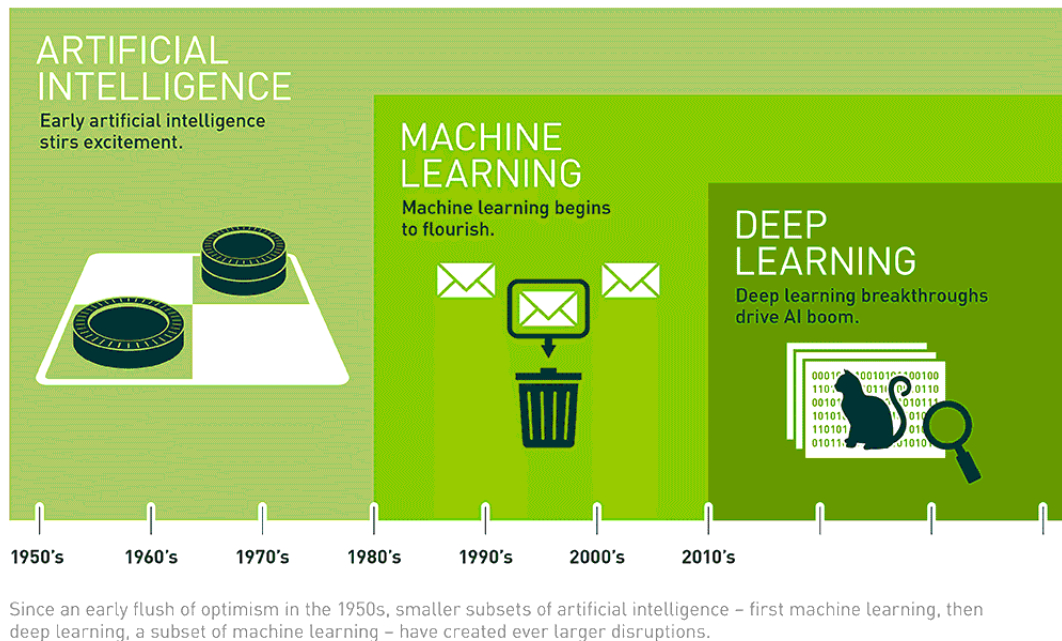 ARTIFICIAL
INTELLIGENCE
Early artificial intelligence
stirs excitement.
MACHINE
LEARNING
Machine learning begins
to flourish.
DEEP
LEARNING
Deep learning breakthroughs
drive AI boom.
1950's
1960's
1970's
1980's
1990's
2000's
2010's
Since an early flush of optimism in the 1950s, smaller subsets of artificial intelligence – first machine learning, then
deep learning, a subset of machine learning – have created ever larger disruptions.